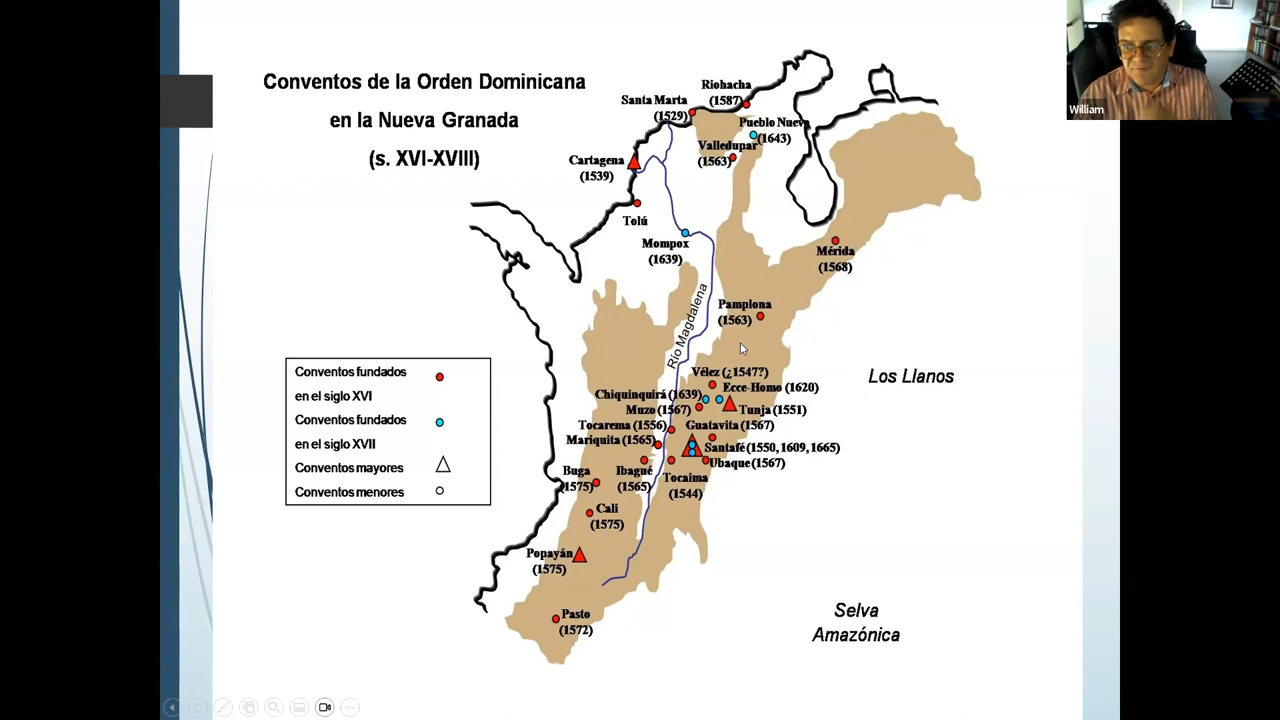 Conventos de la Orden Dominicana
en la Nueva Granada
(s. XVI-XVIII)
William
Riohacha
(1587)
Santa Marta
(1529)
Pueblo Nuevo
(1643)
Valledupar
(1563)
Cartagena
(1539)
Tolú
Mompox
(1639)
Mérida
(1568)
Río Magdalena
Pamplona
(1563)
Los Llanos
Vélez (¿1547?)
Ecce-Homo (1620)
Chiquinquirá (1639)
Muzo (1567)
Tunja (1551)
Tocarema (1556)
Guatavita (1567)
Mariquita (1565)
Santafé (1550, 1609, 1665)
Ubaque (1567)
Buga
(1575)
Ibagué
(1565)
Tocaima
(1544)
Cali
(1575)
Popayán
(1575)
Pasto
(1572)
Selva
Amazónica
Conventos fundados
en el siglo XVI
Conventos fundados
en el siglo XVII
Conventos mayores
Conventos menores